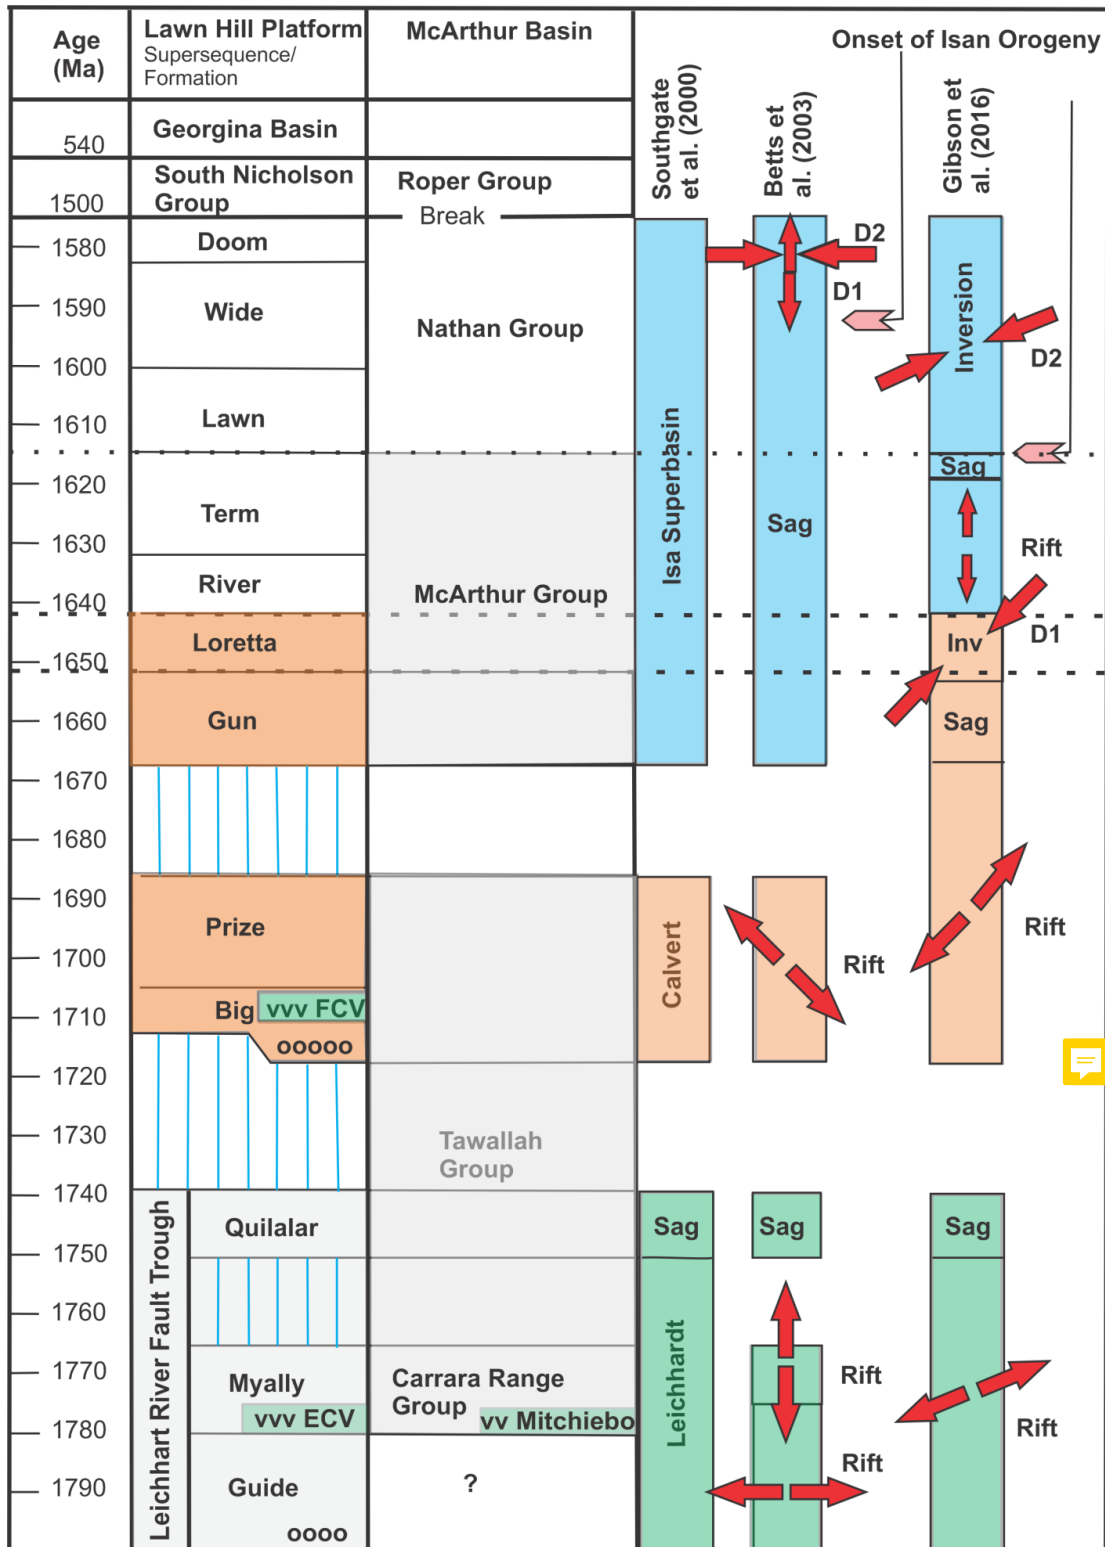 Age
(Ma)
Lawn Hill Platform
Supersequence/
Formation
McArthur Basin
Onset of Isan Orogeny
Southgate
et al. (2000)
Betts et
al. (2003)
Gibson et
al. (2016)
Georgina Basin
540
South Nicholson
Group
Roper Group
1500
Break
1580
Doom
D2
D1
1590
Wide
Nathan Group
Inversion
1600
D2
1610
Lawn
Isa Superbasin
Sag
1620
Term
Sag
1630
Rift
River
McArthur Group
1640
Loretta
Inv
D1
1650
Gun
Sag
1660
1670
1680
1690
Prize
Calvert
Rift
Rift
1700
Big
vvv FCV
1710
ooooo
1720
1730
Tawallah
Group
1740
Leichhart River Fault Trough
Quilalar
Sag
Sag
Sag
1750
1760
Leichhardt
1770
Myally
Carrara Range
Group
Rift
vvv ECV
vv Mitchiebo
Rift
1780
Rift
1790
Guide
?
oooo